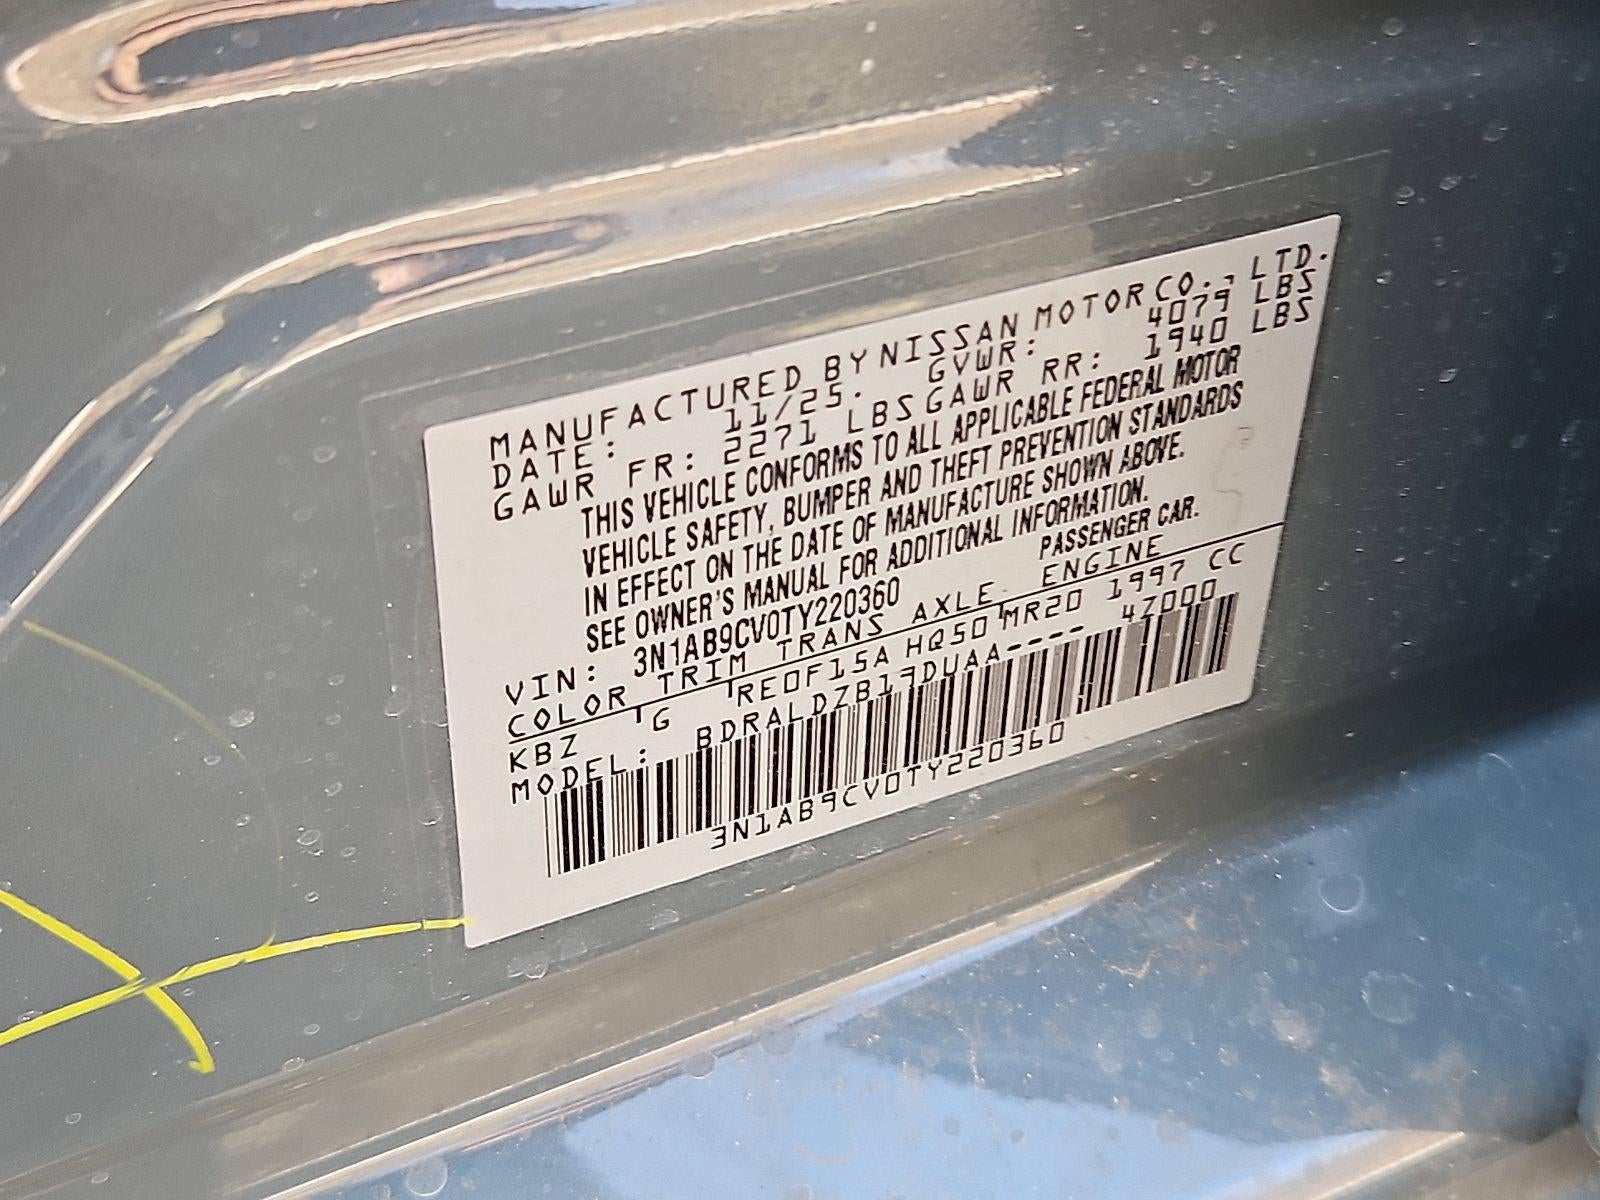 MANUFACTURED BY NISSAN MOTOR CO., LTD.
DATE: 11/25. GVWR: 4079 LBS
GAWR FR: 2271 LBS GAWR RR: 1940 LBS
THIS VEHICLE CONFORMS TO ALL APPLICABLE FEDERAL MOTOR
VEHICLE SAFETY, BUMPER AND THEFT PREVENTION STANDARDS
IN EFFECT ON THE DATE OF MANUFACTURE SHOWN ABOVE.
SEE OWNER'S MANUAL FOR ADDITIONAL INFORMATION.
VIN: 3N1AB9CV0TY220360 PASSENGER CAR.
COLOR TRIM TRANS AXLE ENGINE
KBZ G RE0F15A HQ50 MR20 1997 CC
MODEL: BDRALDZB19DUAA---- 47000
3N1AB9CV0TY220360